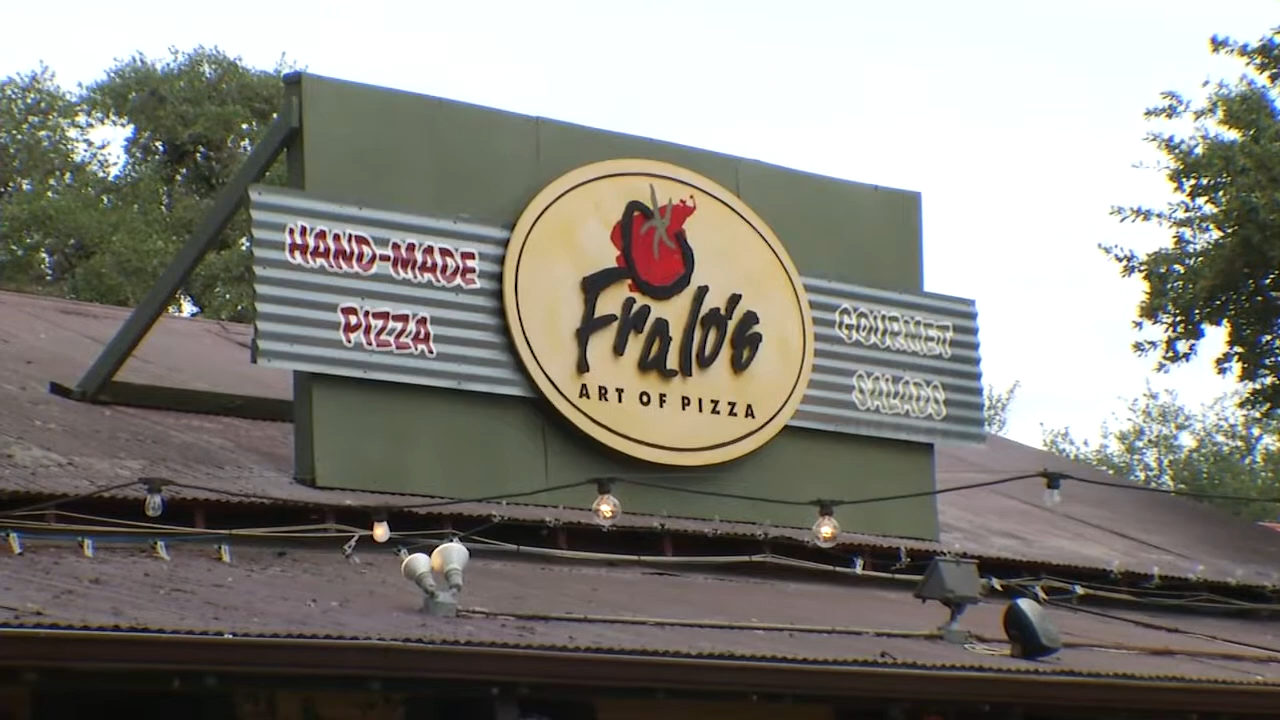 HAND-MADE
PIZZA
Fralo's
ART OF PIZZA
GOURMET
SALADS